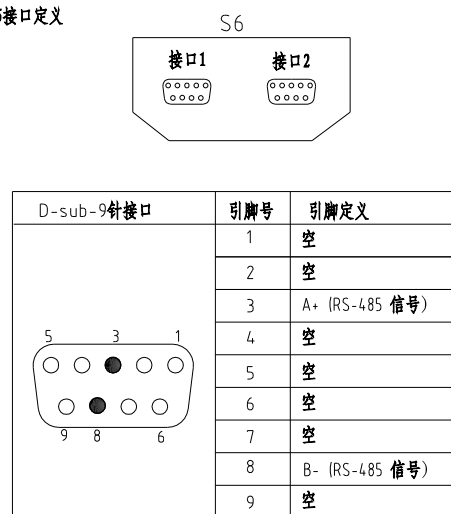 接口定义
S6
接口1 接口2
D-sub-9针接口 引脚号 引脚定义
1 空
2 空
3 A+ (RS-485 信号)
4 空
5 空
6 空
7 空
8 B- (RS-485 信号)
9 空
5 3 1
9 8 6